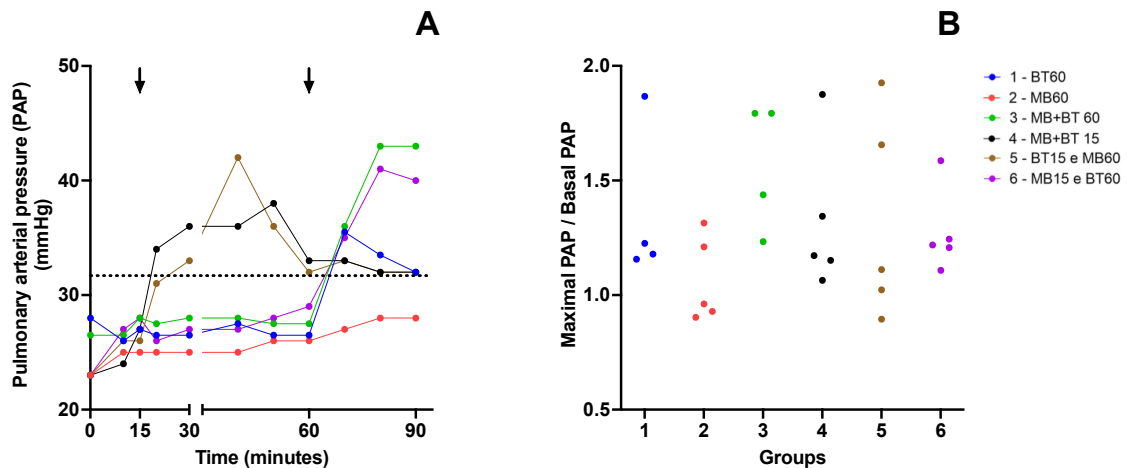 A
Pulmonary arterial pressure (PAP)
(mmHg)
50
40
30
20
0
15
30
60
90
Time (minutes)
B
Maximal PAP / Basal PAP
2.0
1.5
1.0
0.5
1
2
3
4
5
6
Groups
1 - BT60
2 - MB60
3 - MB+BT 60
4 - MB+BT 15
5 - BT15 e MB60
6 - MB15 e BT60